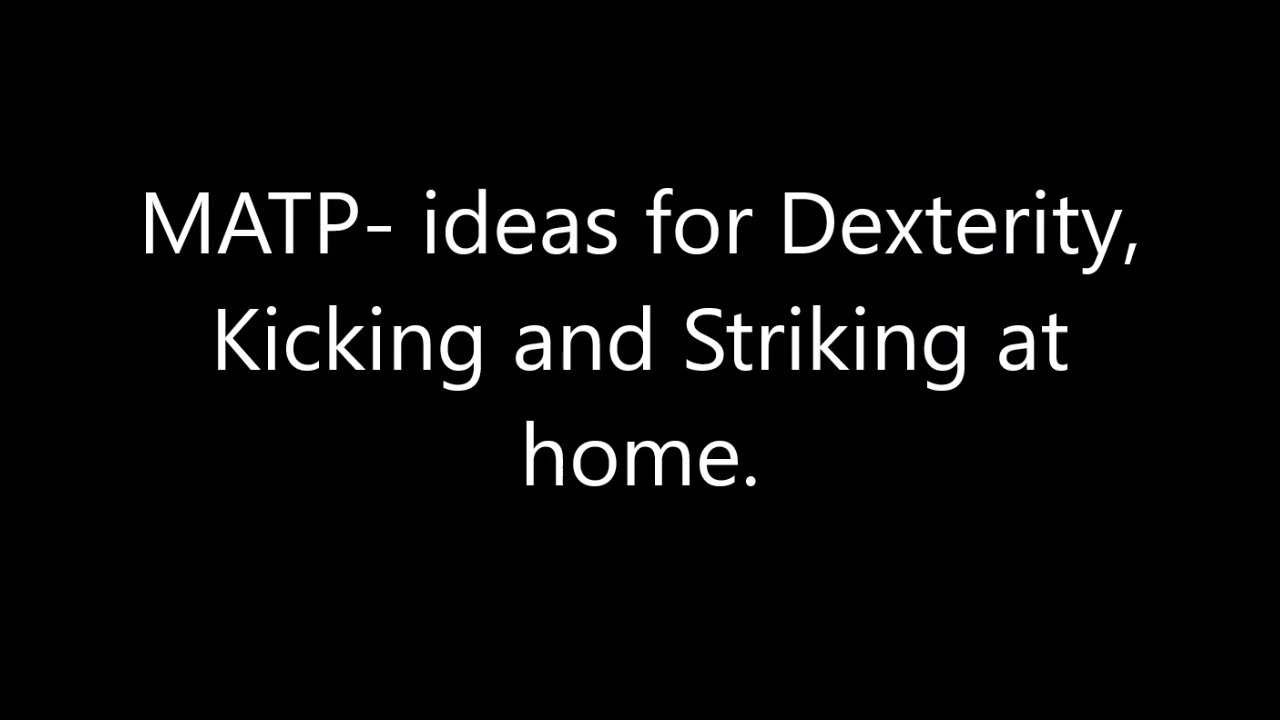 MATP- ideas for Dexterity,
Kicking and Striking at
home.